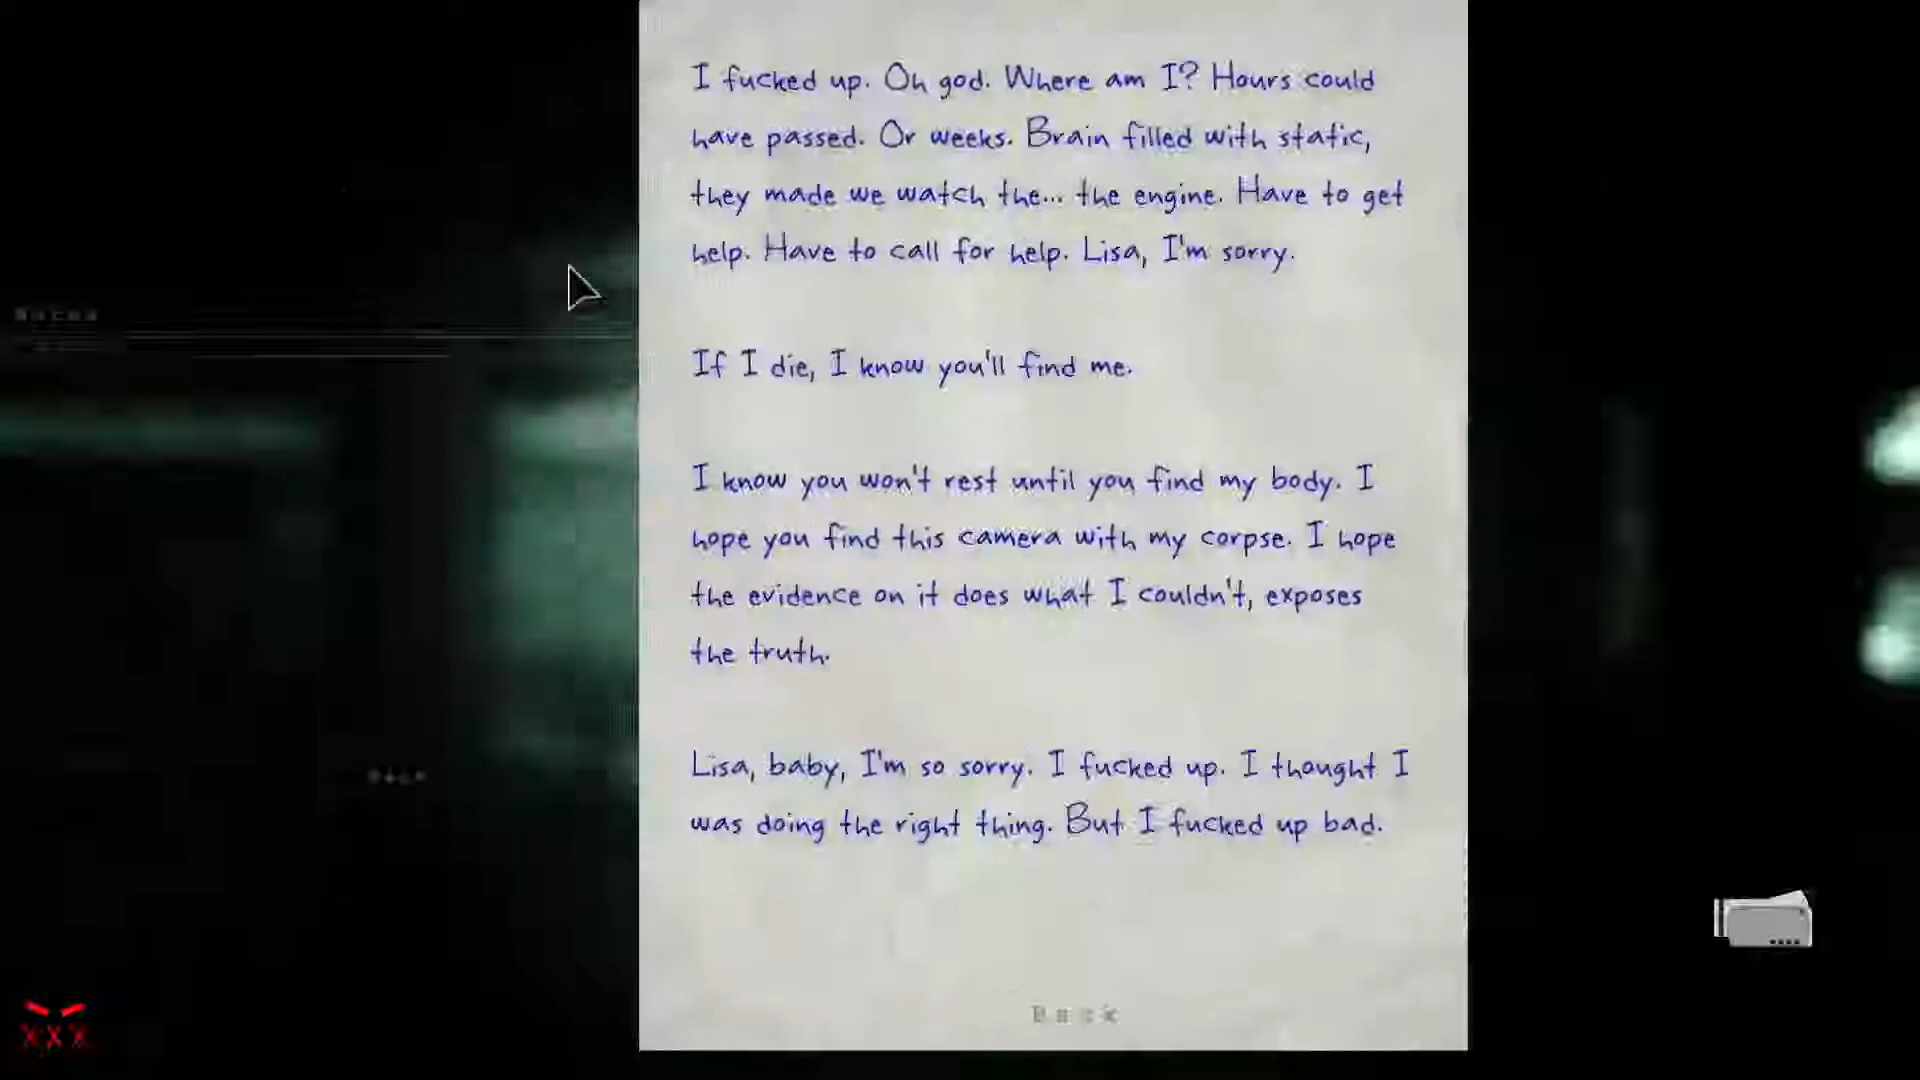 I fucked up. Oh god. Where am I? Hours could
have passed. Or weeks. Brain filled with static,
they made we watch the... the engine. Have to get
help. Have to call for help. Lisa, I'm sorry.
If I die, I know you'll find me.
I know you won't rest until you find my body. I
hope you find this camera with my corpse. I hope
the evidence on it does what I couldn't, exposes
the truth.
Lisa, baby, I'm so sorry. I fucked up. I thought I
was doing the right thing. But I fucked up bad.
Back
XXX